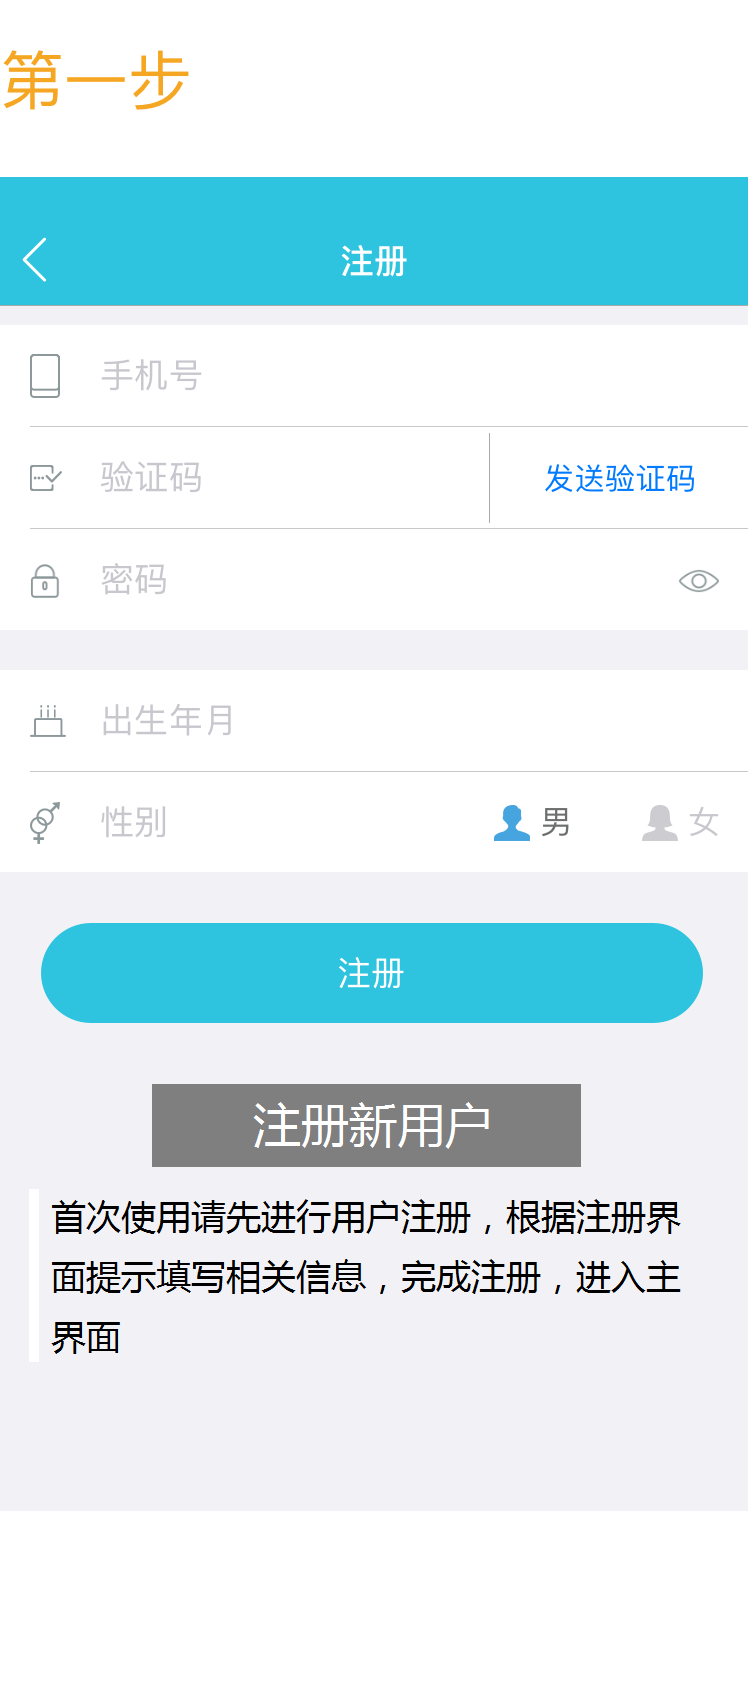 第一步
注册
手机号
验证码 发送验证码
密码
出生年月
性别 男 女
注册
注册新用户
首次使用请先进行用户注册，根据注册界
面提示填写相关信息，完成注册，进入主
界面